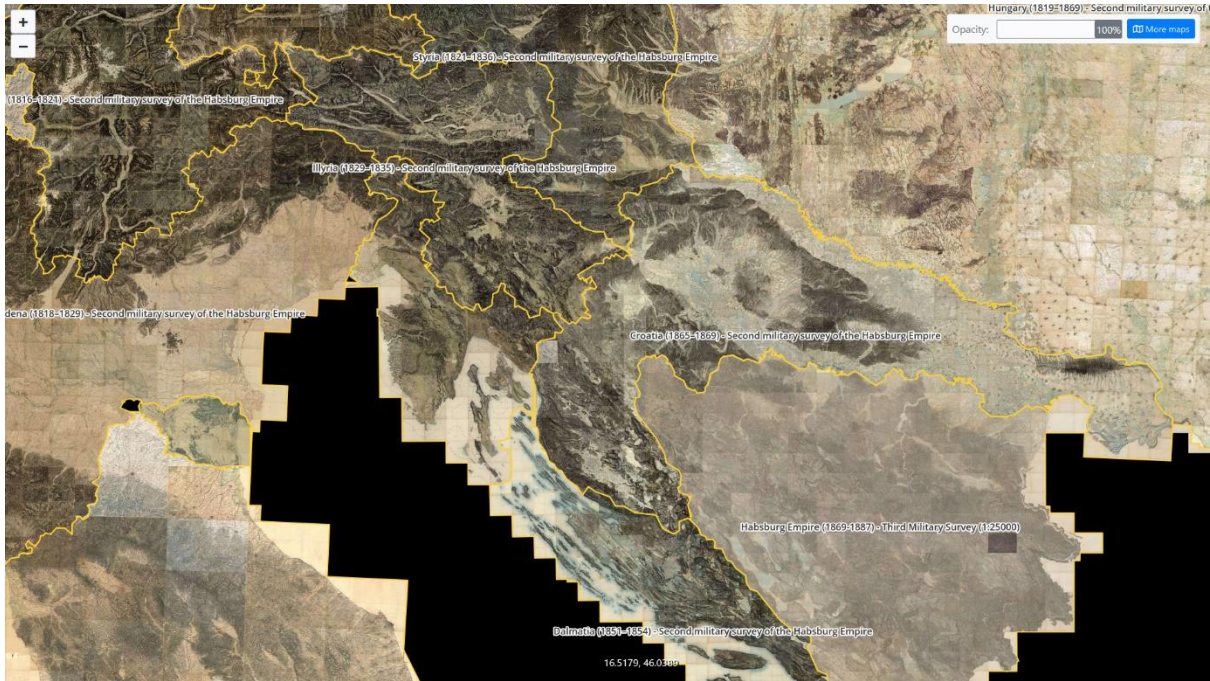 Hungary (1819–1869) - Second military survey of
+
−
Opacity:
100%
More maps
Styria (1821–1836) - Second military survey of the Habsburg Empire
(1816–1821) - Second military survey of the Habsburg Empire
Illyria (1829–1835) - Second military survey of the Habsburg Empire
dena (1818–1829) - Second military survey of the Habsburg Empire
Croatia (1865–1869) - Second military survey of the Habsburg Empire
Habsburg Empire (1869-1887) - Third Military Survey (1:25000)
Dalmatia (1851–1854) - Second military survey of the Habsburg Empire